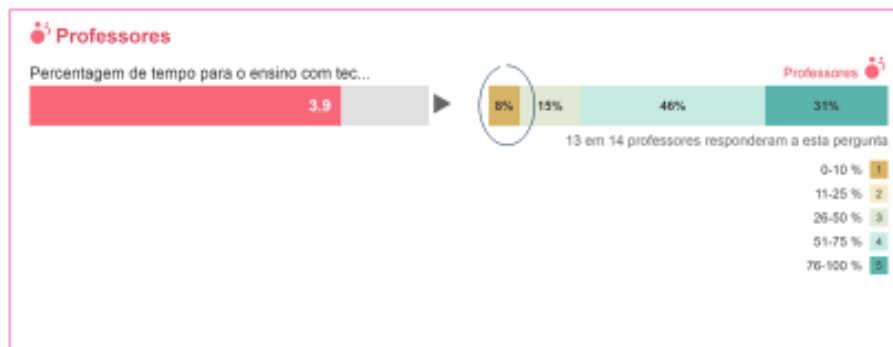 Professores
Percentagem de tempo para o ensino com tec...
3.9
Professores
8% 15% 46% 31%
13 em 14 professores responderam a esta pergunta
0-10 % 1
11-25 % 2
26-50 % 3
51-75 % 4
76-100 % 5